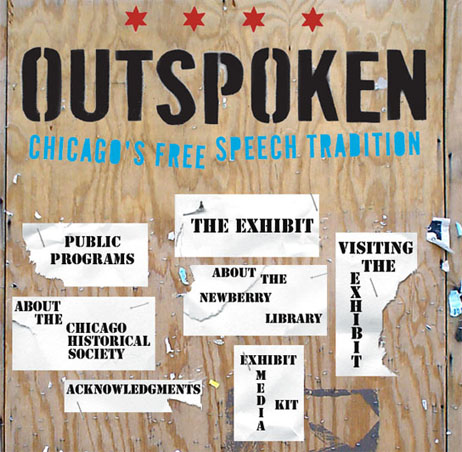 OUTSPOKEN
CHICAGO'S FREE SPEECH TRADITION
PUBLIC
PROGRAMS
THE EXHIBIT
VISITING
THE
EXHIBIT
ABOUT THE
NEWBERRY
LIBRARY
ABOUT
THE
CHICAGO
HISTORICAL
SOCIETY
ACKNOWLEDGMENTS
EXHIBIT
MEDIA
KIT